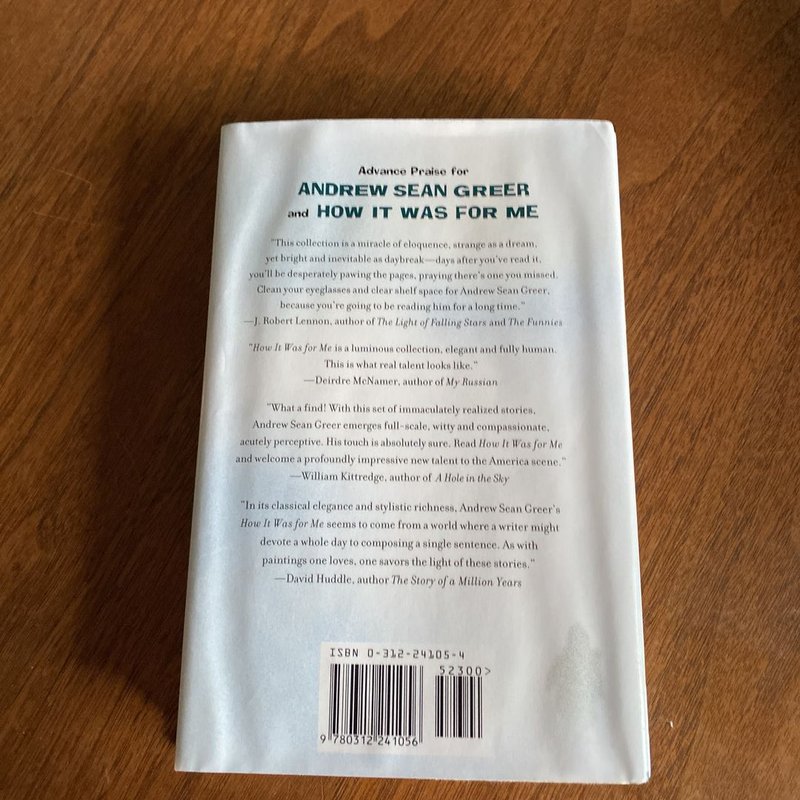 Advance Praise for
ANDREW SEAN GREER
and HOW IT WAS FOR ME
"This collection is a miracle of eloquence, strange as a dream,
yet bright and inevitable as daybreak—days after you've read it,
you'll be desperately pawing the pages, praying there's one you missed.
Clean your eyeglasses and clear shelf space for Andrew Sean Greer,
because you're going to be reading him for a long time."
—J. Robert Lennon, author of The Light of Falling Stars and The Funnies
"How It Was for Me is a luminous collection, elegant and fully human.
This is what real talent looks like."
—Deirdre McNamer, author of My Russian
"What a find! With this set of immaculately realized stories,
Andrew Sean Greer emerges full-scale, witty and compassionate,
acutely perceptive. His touch is absolutely sure. Read How It Was for Me
and welcome a profoundly impressive new talent to the America scene."
—William Kittredge, author of A Hole in the Sky
"In its classical elegance and stylistic richness, Andrew Sean Greer's
How It Was for Me seems to come from a world where a writer might
devote a whole day to composing a single sentence. As with
paintings one loves, one savors the light of these stories."
—David Huddle, author The Story of a Million Years
ISBN 0-312-24105-4
52300>
9 780312 241056